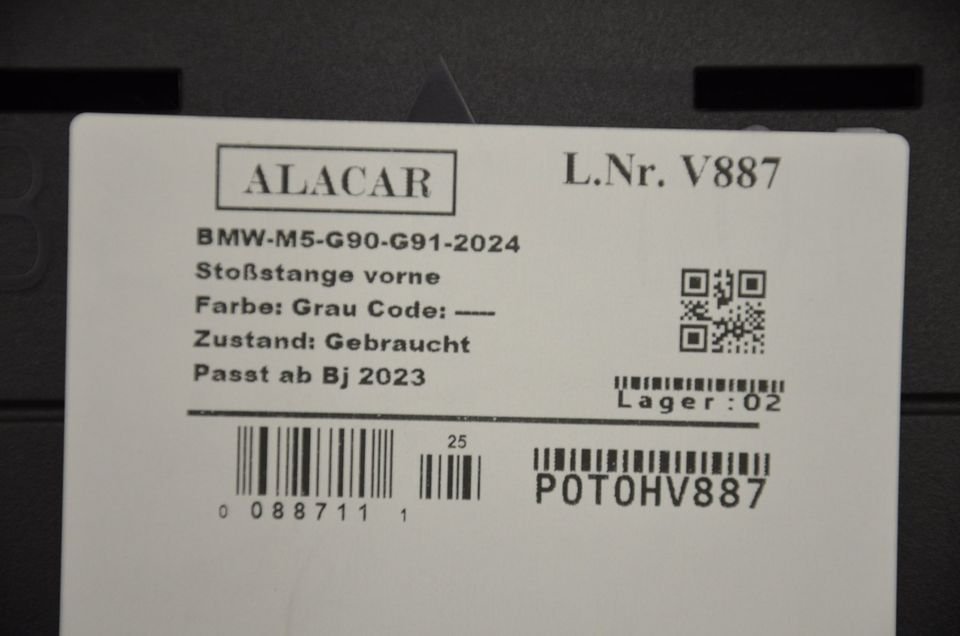 ALACAR
L.Nr. V887
BMW-M5-G90-G91-2024
Stoßstange vorne
Farbe: Grau Code: -----
Zustand: Gebraucht
Passt ab Bj 2023
Lager:02
25
0 088711 1
POTOHV887